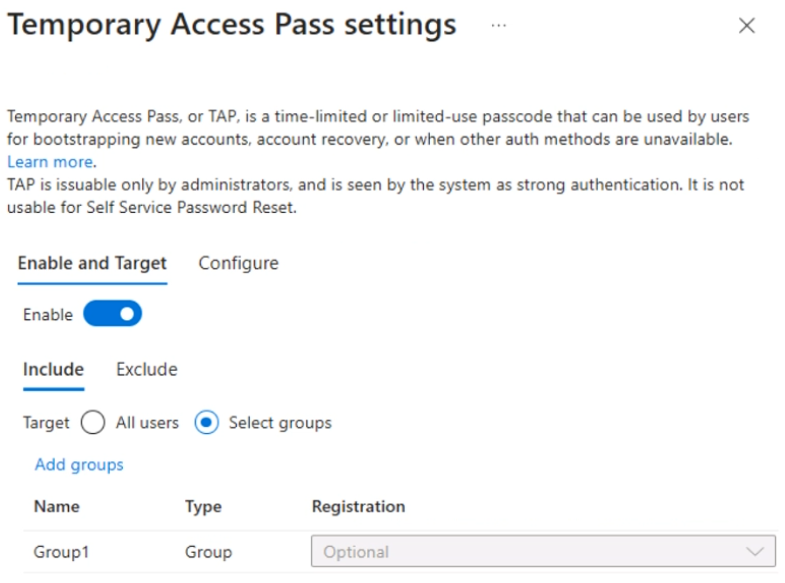 Temporary Access Pass settings ...
Temporary Access Pass, or TAP, is a time-limited or limited-use passcode that can be used by users
for bootstrapping new accounts, account recovery, or when other auth methods are unavailable.
Learn more.
TAP is issuable only by administrators, and is seen by the system as strong authentication. It is not
usable for Self Service Password Reset.
Enable and Target Configure
Enable
Include Exclude
Target All users Select groups
Add groups
Name Type Registration
Group1 Group Optional